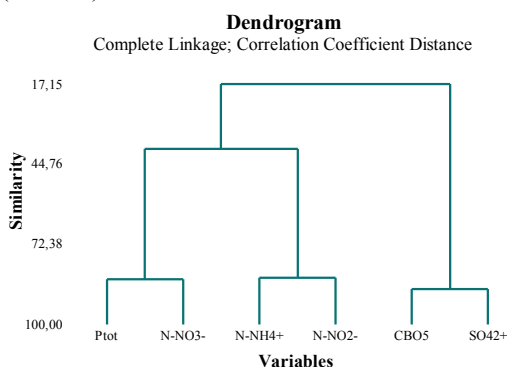 Dendrogram
Complete Linkage; Correlation Coefficient Distance
17,15
44,76
72,38
100,00
Similarity
Ptot N-NO3- N-NH4+ N-NO2- CBO5 SO42+
Variables